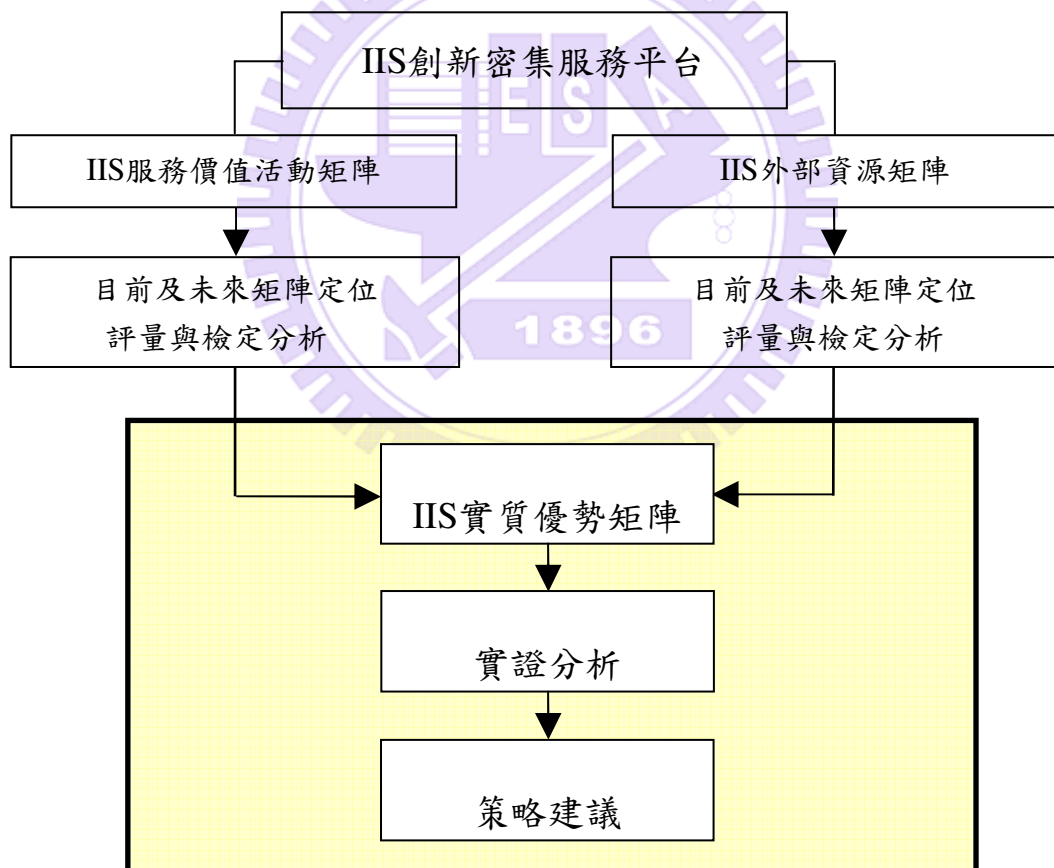 IIS創新密集服務平台
IIS服務價值活動矩陣
IIS外部資源矩陣
目前及未來矩陣定位
評量與檢定分析
目前及未來矩陣定位
評量與檢定分析
ESA
1896
IIS實質優勢矩陣
實證分析
策略建議